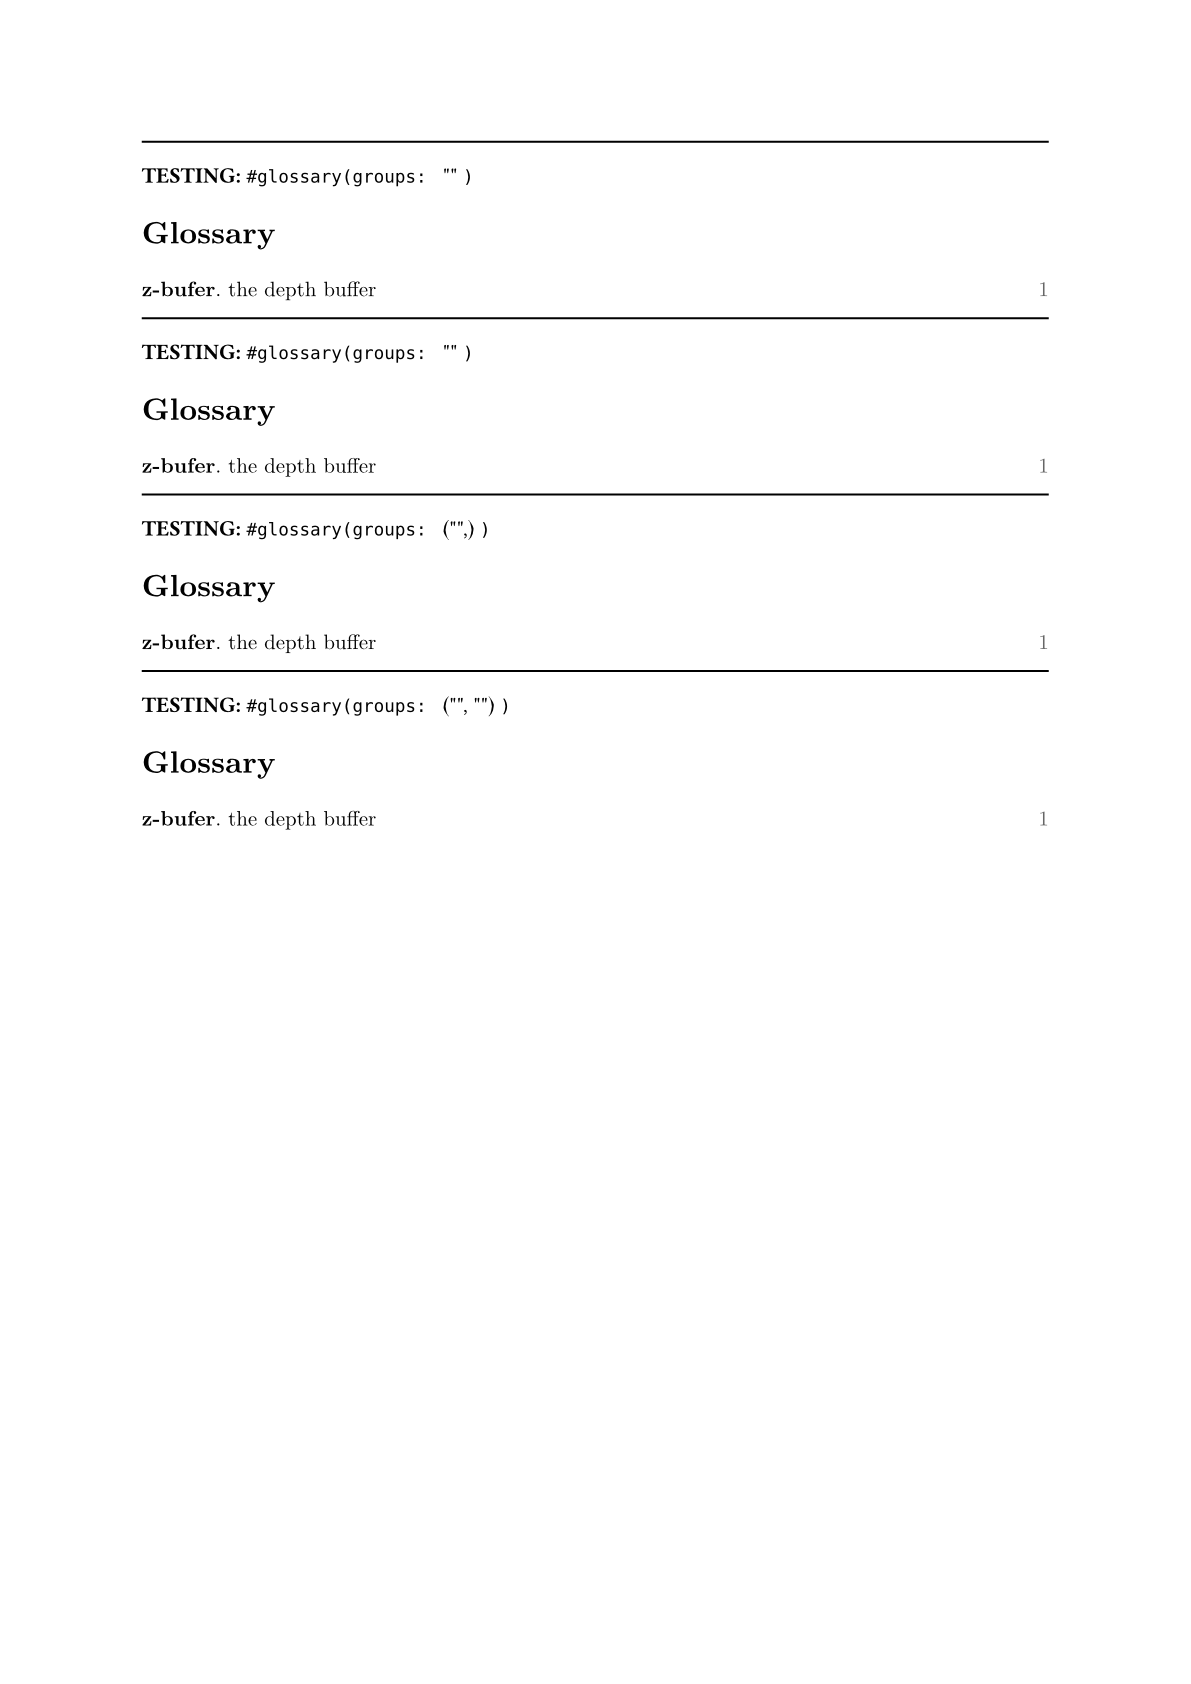 TESTING: #glossary(groups: "" )
Glossary
z-bufer. the depth buffer 1
TESTING: #glossary(groups: "" )
Glossary
z-bufer. the depth buffer 1
TESTING: #glossary(groups: ("",) )
Glossary
z-bufer. the depth buffer 1
TESTING: #glossary(groups: ("", "") )
Glossary
z-bufer. the depth buffer 1